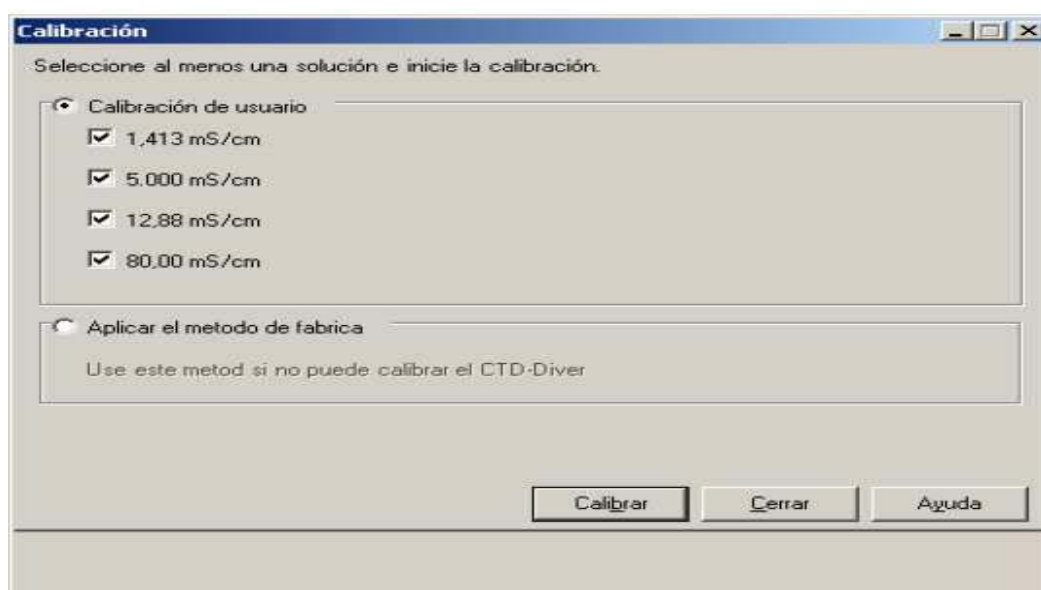 Calibración
Seleccione al menos una solución e inicie la calibración.
Calibración de usuario
1,413 mS/cm
5.000 mS/cm
12,88 mS/cm
80,00 mS/cm
Aplicar el metodo de fabrica
Use este metod si no puede calibrar el CTD-Diver
Calibrar Cerrar Ayuda